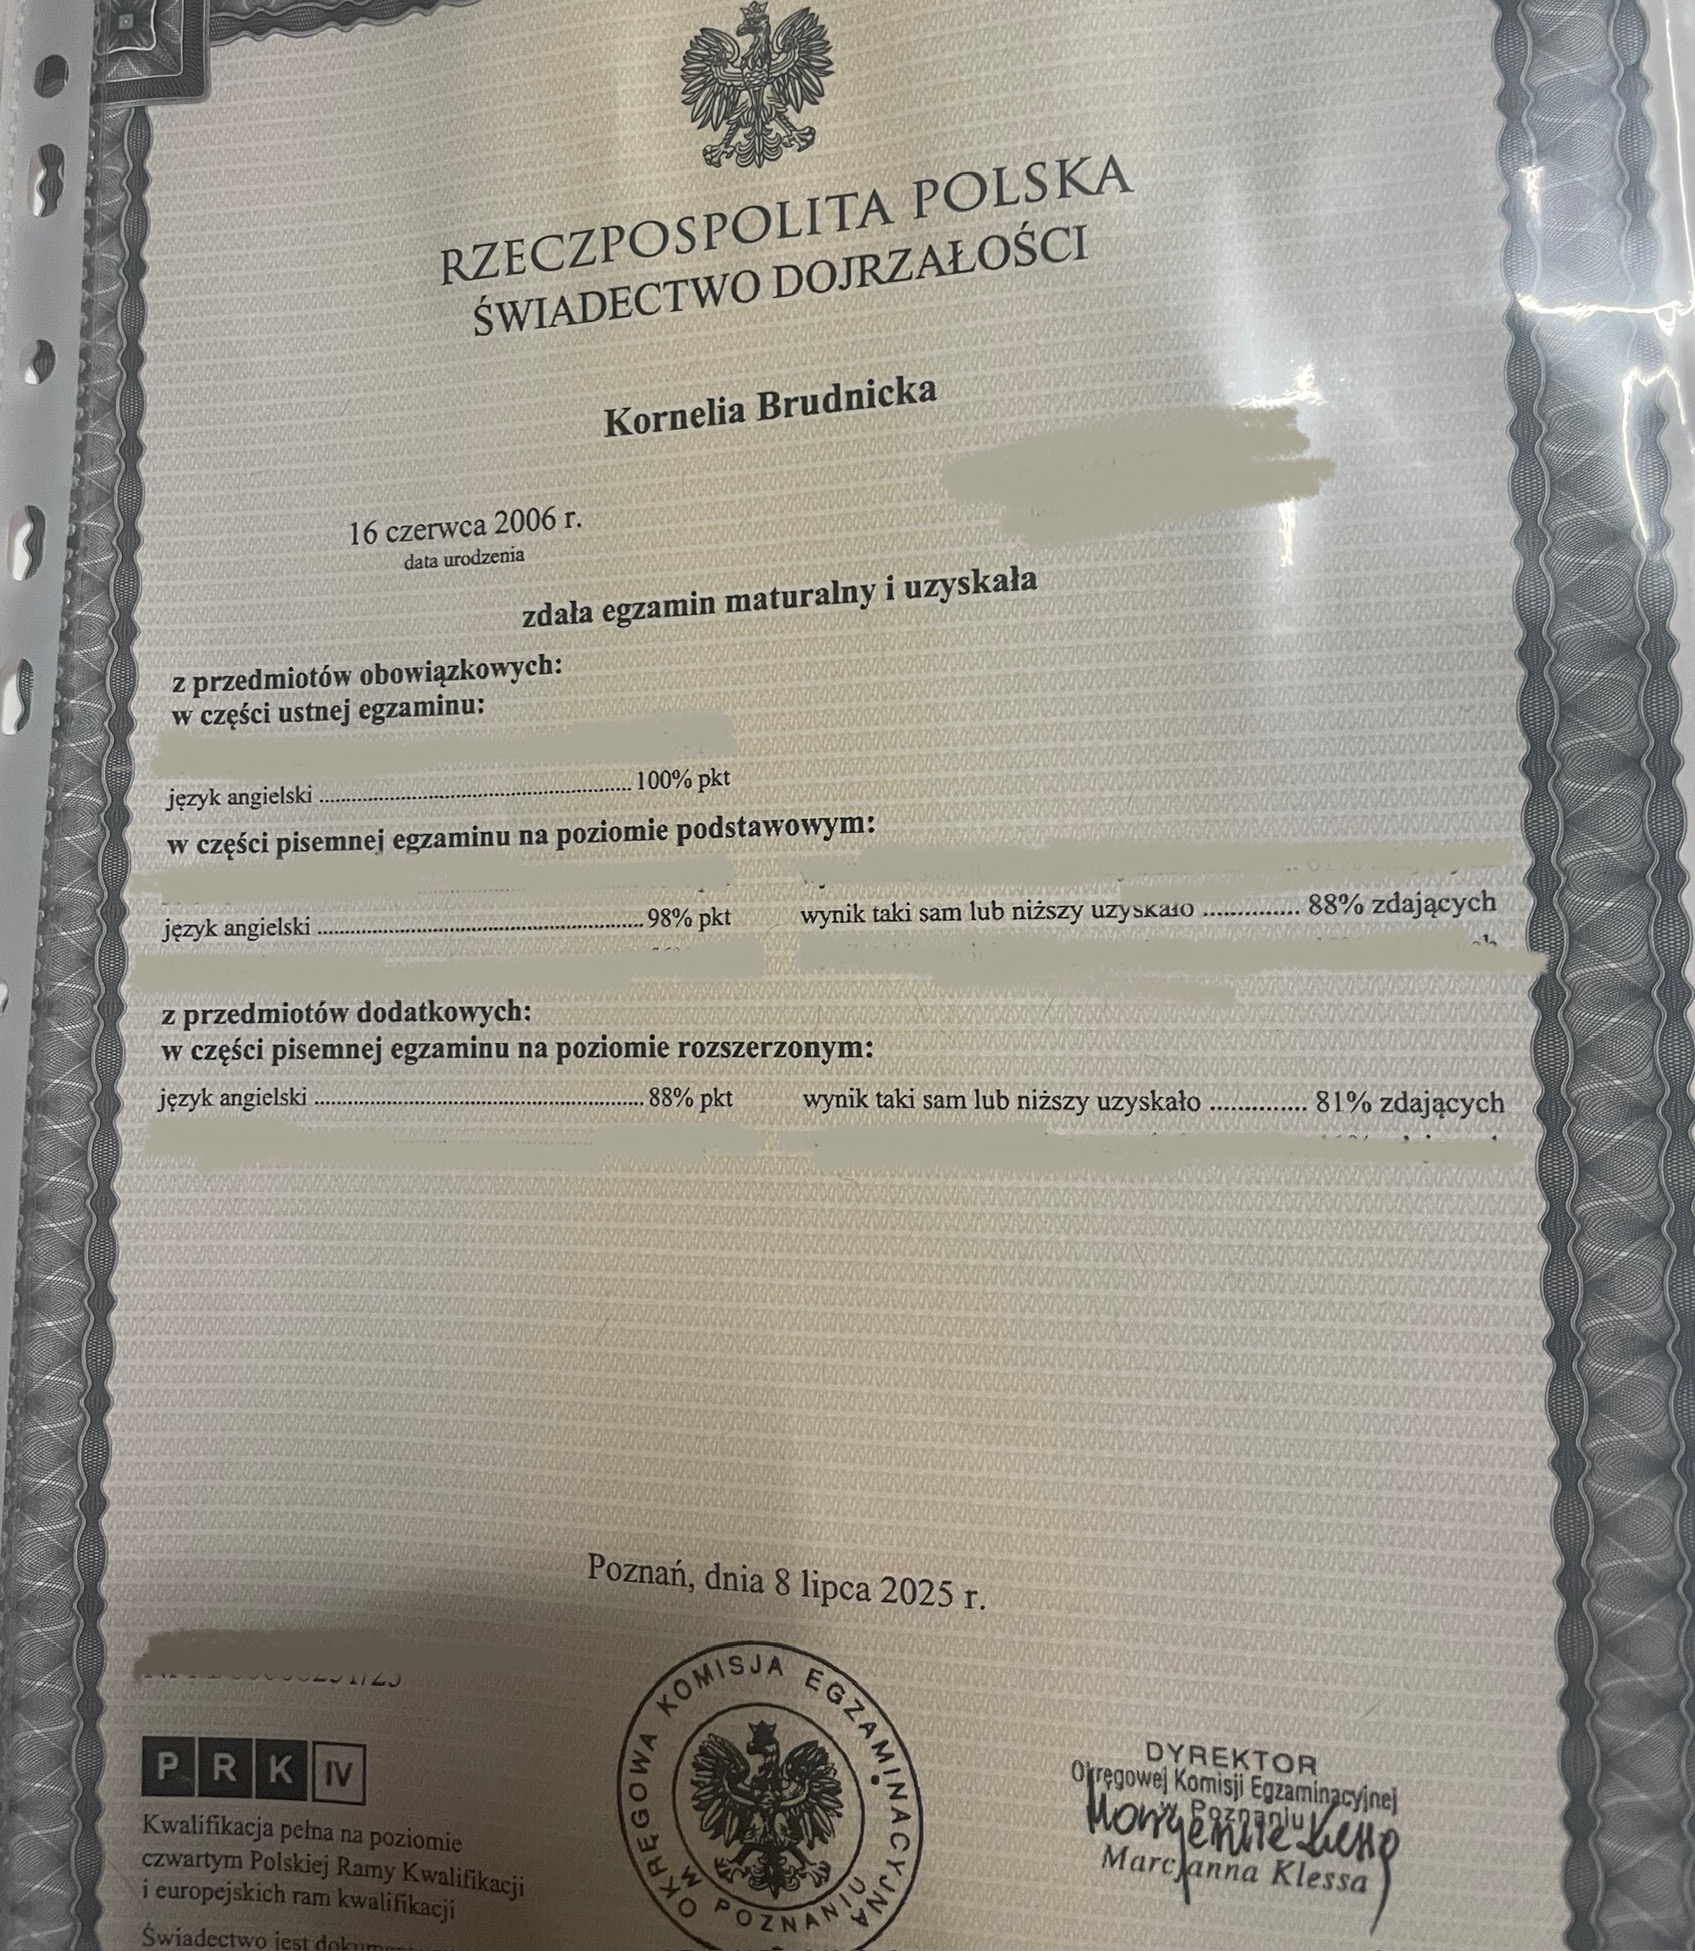 RZECZPOSPOLITA POLSKA
ŚWIADECTWO DOJRZAŁOŚCI
Kornelia Brudnicka
16 czerwca 2006 r.
data urodzenia
zdała egzamin maturalny i uzyskała
z przedmiotów obowiązkowych:
w części ustnej egzaminu:
język angielski ........................................................ 100% pkt
w części pisemnej egzaminu na poziomie podstawowym:
język angielski ........................................................ 98% pkt wynik taki sam lub niższy uzyskało .............. 88% zdających
z przedmiotów dodatkowych:
w części pisemnej egzaminu na poziomie rozszerzonym:
język angielski ........................................................ 88% pkt wynik taki sam lub niższy uzyskało .............. 81% zdających
Poznań, dnia 8 lipca 2025 r.
PRK IV
Kwalifikacja pełna na poziomie
czwartym Polskiej Ramy Kwalifikacji
i europejskich ram kwalifikacji
Świadectwo jest
OKRĘGOWA KOMISJA EGZAMINACYJNA
W POZNANIU
DYREKTOR
Okręgowej Komisji Egzaminacyjnej
w Poznaniu
Marcjanna Klessa